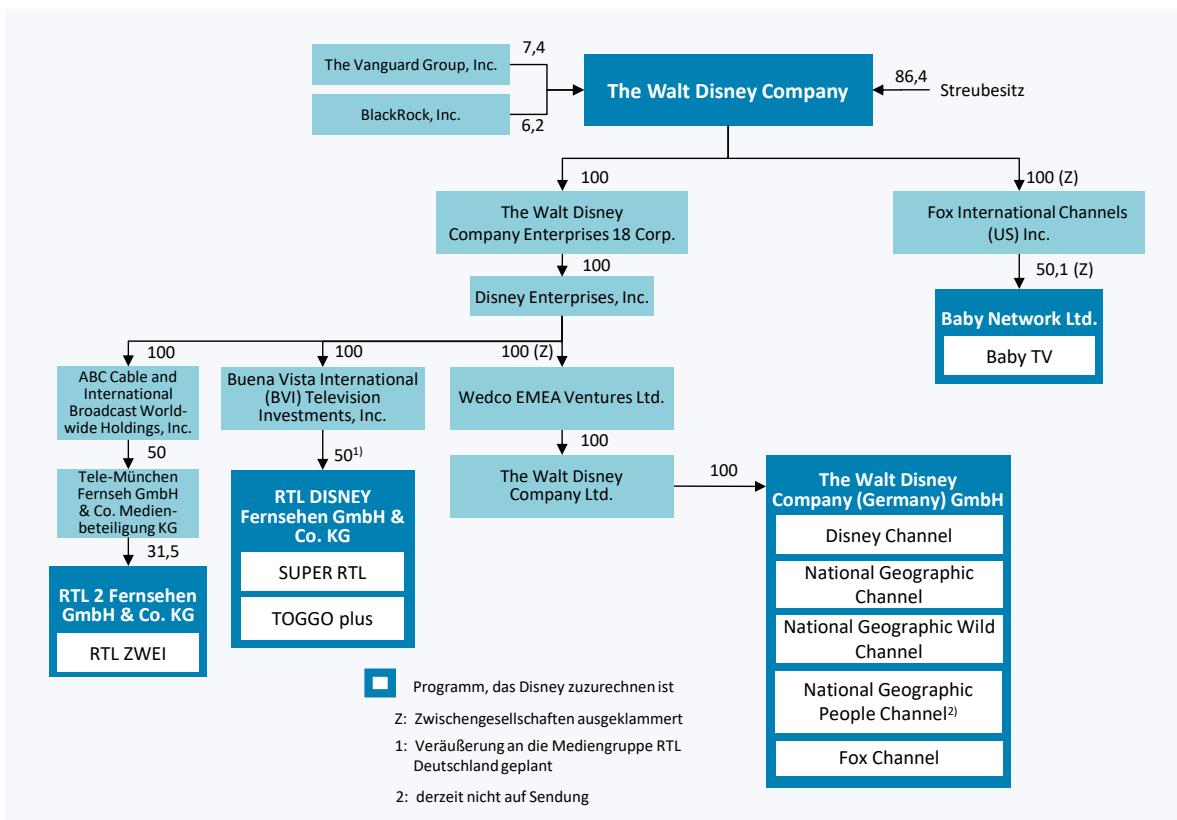 The Vanguard Group, Inc.
7,4
BlackRock, Inc.
6,2
The Walt Disney Company
86,4
Streubesitz
100
100 (Z)
The Walt Disney
Company Enterprises 18 Corp.
Fox International Channels
(US) Inc.
100
50,1 (Z)
Disney Enterprises, Inc.
Baby Network Ltd.
Baby TV
100
100
100 (Z)
ABC Cable and
International
Broadcast World-
wide Holdings, Inc.
Buena Vista International
(BVI) Television
Investments, Inc.
Wedco EMEA Ventures Ltd.
50
50¹⁾
100
Tele-München
Fernseh GmbH
& Co. Medien-
beteiligung KG
The Walt Disney
Company Ltd.
100
31,5
RTL 2 Fernsehen
GmbH & Co. KG
RTL ZWEI
RTL DISNEY
Fernsehen GmbH &
Co. KG
SUPER RTL
TOGGO plus
The Walt Disney
Company (Germany) GmbH
Disney Channel
National Geographic
Channel
National Geographic Wild
Channel
National Geographic
People Channel²⁾
Fox Channel
Programm, das Disney zuzurechnen ist
Z: Zwischengesellschaften ausgeklammert
1: Veräußerung an die Mediengruppe RTL
Deutschland geplant
2: derzeit nicht auf Sendung